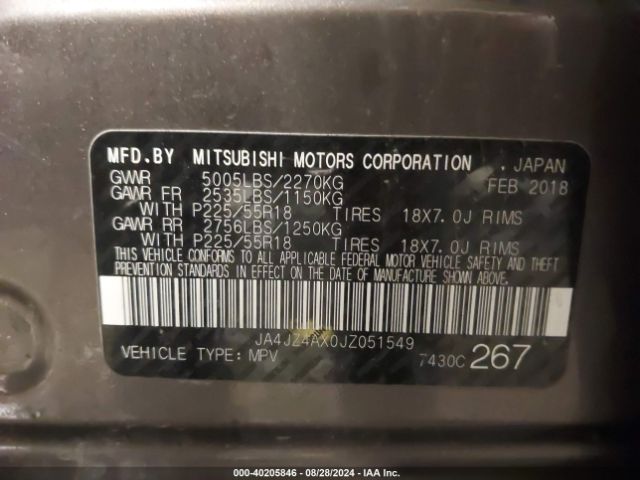 MFD. BY MITSUBISHI MOTORS CORPORATION , JAPAN
GVWR 5005LBS/2270KG FEB 2018
GAWR FR 2535LBS/1150KG
WITH P225/55R18 TIRES 18X7.0J RIMS
GAWR RR 2756LBS/1250KG
WITH P225/55R18 TIRES 18X7.0J RIMS
THIS VEHICLE CONFORMS TO ALL APPLICABLE FEDERAL MOTOR VEHICLE SAFETY AND THEFT
PREVENTION STANDARDS IN EFFECT ON THE DATE OF MANUFACTURE SHOWN ABOVE.
JA4JZ4AX0JZ051549
VEHICLE TYPE: MPV 7430C 267
000-40205846 - 08/28/2024 - IAA Inc.